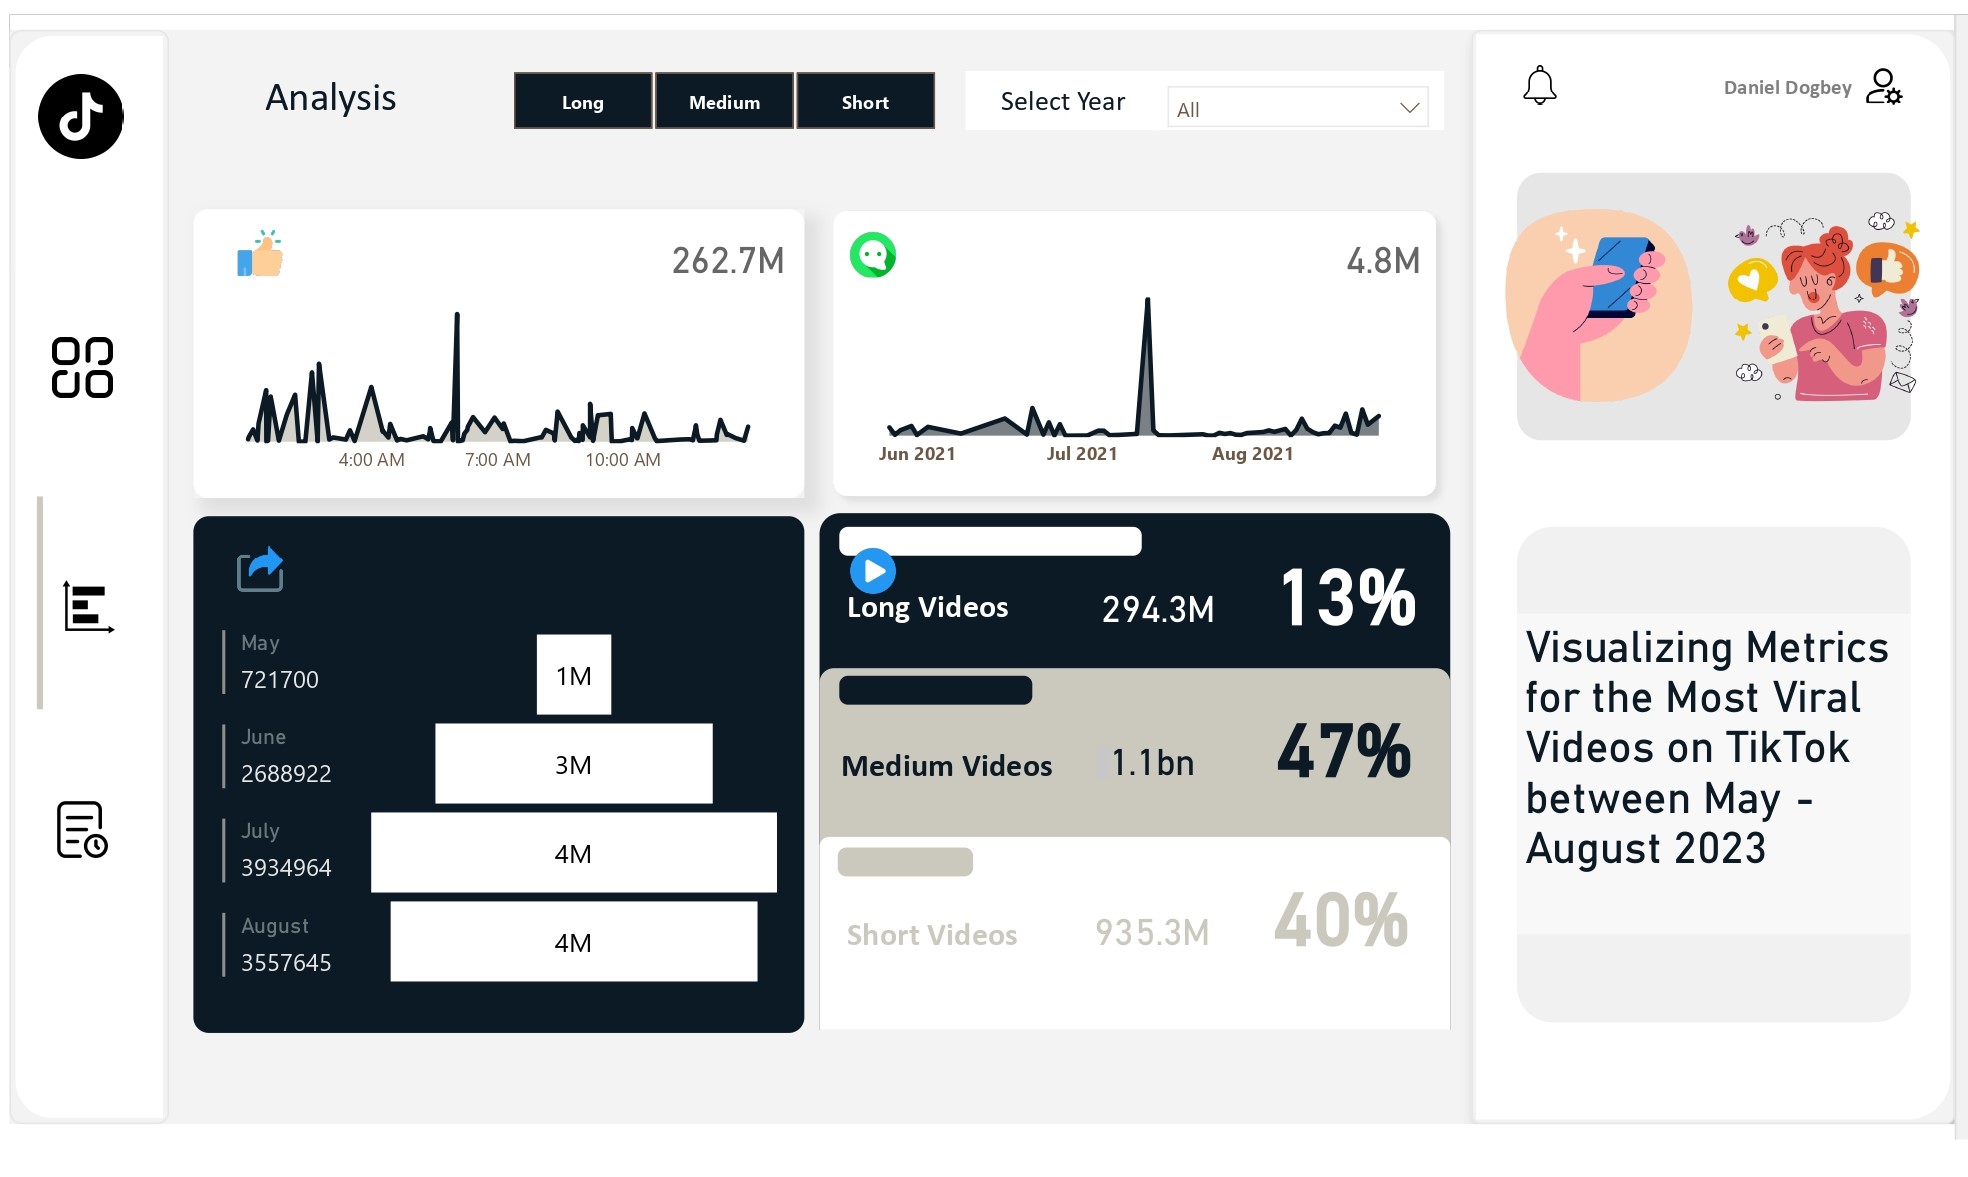 Analysis
Long
Medium
Short
Select Year
All
Daniel Dogbey
262.7M
4:00 AM
7:00 AM
10:00 AM
4.8M
Jun 2021
Jul 2021
Aug 2021
May
721700
1M
June
2688922
3M
July
3934964
4M
August
3557645
4M
Long Videos
294.3M
13%
Medium Videos
1.1bn
47%
Short Videos
935.3M
40%
Visualizing Metrics
for the Most Viral
Videos on TikTok
between May -
August 2023